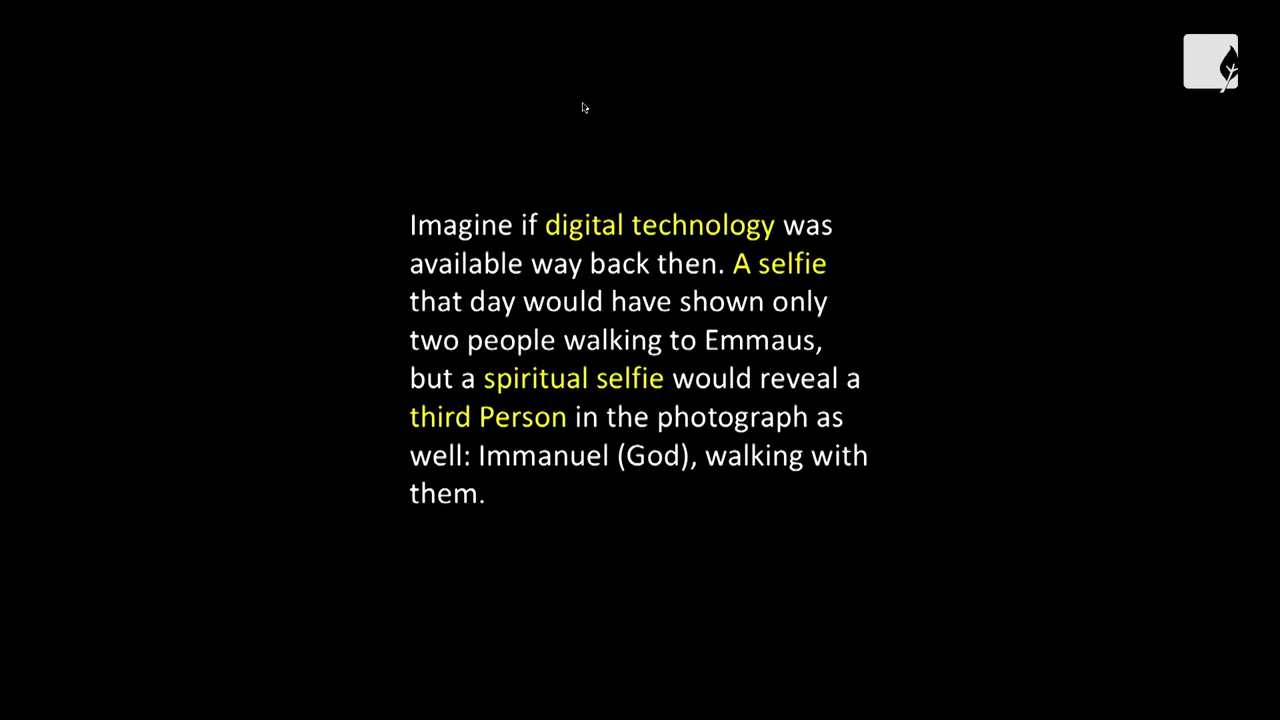 Imagine if digital technology was
available way back then. A selfie
that day would have shown only
two people walking to Emmaus,
but a spiritual selfie would reveal a
third Person in the photograph as
well: Immanuel (God), walking with
them.